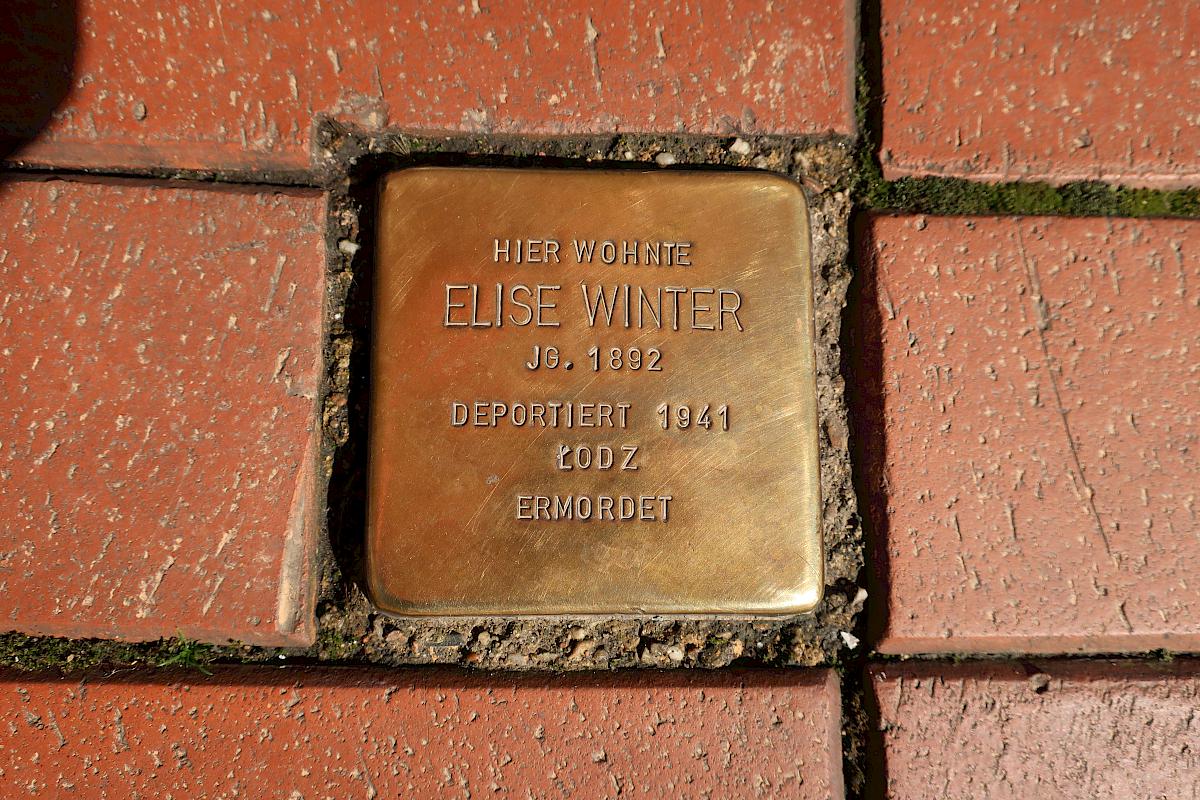 HIER WOHNTE
ELISE WINTER
JG. 1892
DEPORTIERT 1941
ŁODZ
ERMORDET